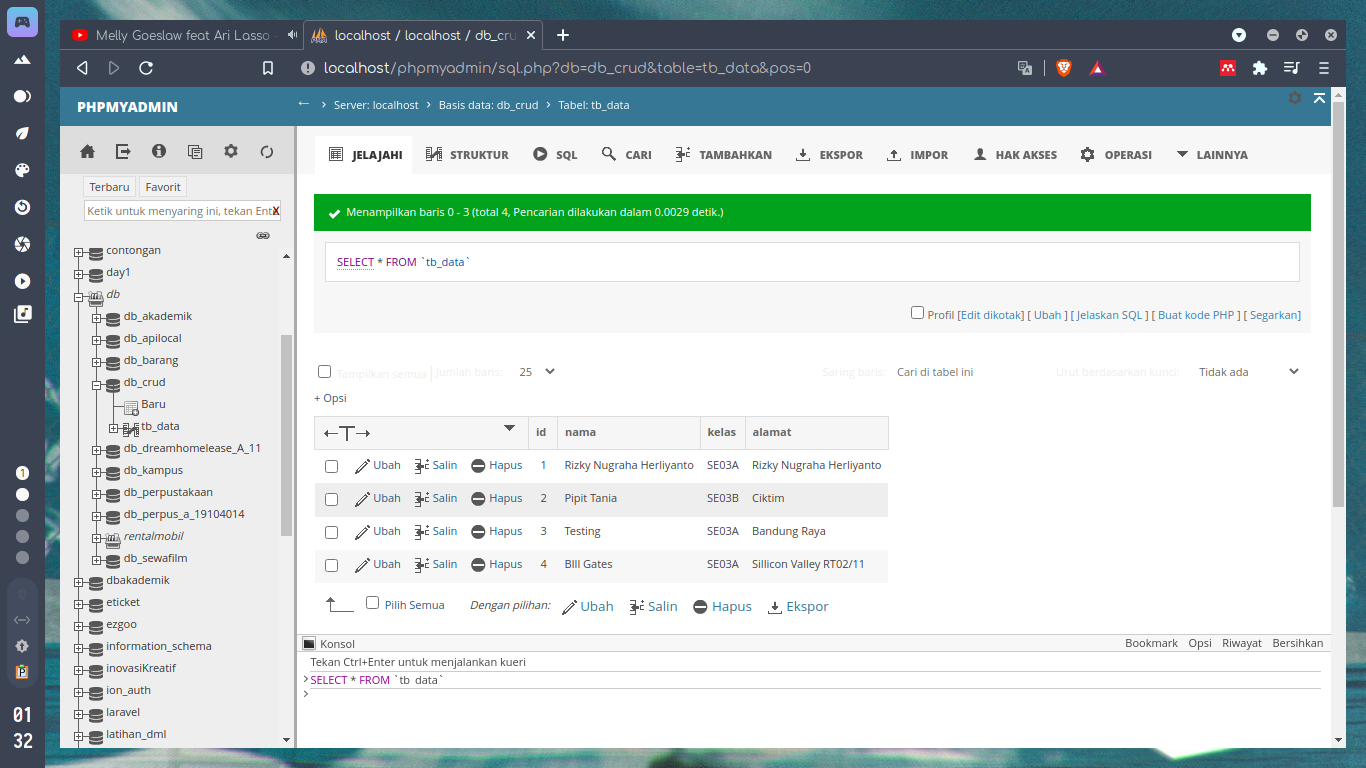 Melly Goeslaw feat Ari Lasso -
localhost / localhost / db_cru
localhost/phpmyadmin/sql.php?db=db_crud&table=tb_data&pos=0
PHPMYADMIN
Server: localhost › Basis data: db_crud › Tabel: tb_data
JELAJAHI STRUKTUR SQL CARI TAMBAHKAN EKSPOR IMPOR HAK AKSES OPERASI LAINNYA
Terbaru Favorit
Ketik untuk menyaring ini, tekan Ent X
contongan
day1
db
db_akademik
db_apilocal
db_barang
db_crud
Baru
tb_data
db_dreamhomelease_A_11
db_kampus
db_perpustakaan
db_perpus_a_19104014
rentalmobil
db_sewafilm
dbakademik
eticket
ezgoo
information_schema
inovasiKreatif
ion_auth
laravel
latihan_dml
Menampilkan baris 0 - 3 (total 4, Pencarian dilakukan dalam 0.0029 detik.)
SELECT * FROM `tb_data`
Profil [Edit dikotak] [ Ubah ] [ Jelaskan SQL ] [ Buat kode PHP ] [ Segarkan]
Tampilkan semua | Jumlah baris: 25 Saring baris: Cari di tabel ini Urut berdasarkan kunci: Tidak ada
+ Opsi
←T→ id nama kelas alamat
Ubah Salin Hapus 1 Rizky Nugraha Herliyanto SE03A Rizky Nugraha Herliyanto
Ubah Salin Hapus 2 Pipit Tania SE03B Ciktim
Ubah Salin Hapus 3 Testing SE03A Bandung Raya
Ubah Salin Hapus 4 BIll Gates SE03A Sillicon Valley RT02/11
Pilih Semua Dengan pilihan: Ubah Salin Hapus Ekspor
Konsol Bookmark Opsi Riwayat Bersihkan
Tekan Ctrl+Enter untuk menjalankan kueri
>SELECT * FROM `tb_data`
>
1
01
32